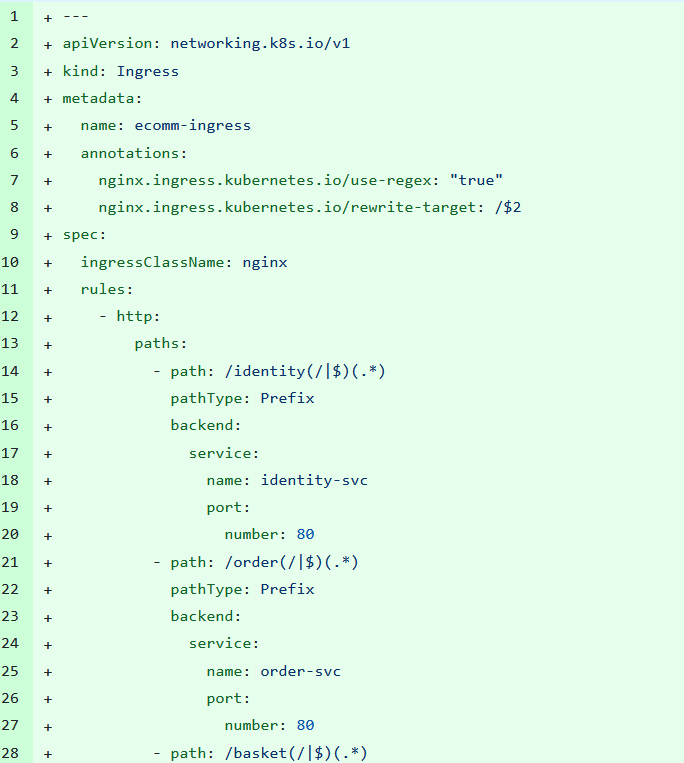 1 + ---
2 + apiVersion: networking.k8s.io/v1
3 + kind: Ingress
4 + metadata:
5 +   name: ecomm-ingress
6 +   annotations:
7 +     nginx.ingress.kubernetes.io/use-regex: "true"
8 +     nginx.ingress.kubernetes.io/rewrite-target: /$2
9 + spec:
10 +   ingressClassName: nginx
11 +   rules:
12 +     - http:
13 +         paths:
14 +           - path: /identity(/|$)(.*)
15 +             pathType: Prefix
16 +             backend:
17 +               service:
18 +                 name: identity-svc
19 +                 port:
20 +                   number: 80
21 +           - path: /order(/|$)(.*)
22 +             pathType: Prefix
23 +             backend:
24 +               service:
25 +                 name: order-svc
26 +                 port:
27 +                   number: 80
28 +           - path: /basket(/|$)(.*)